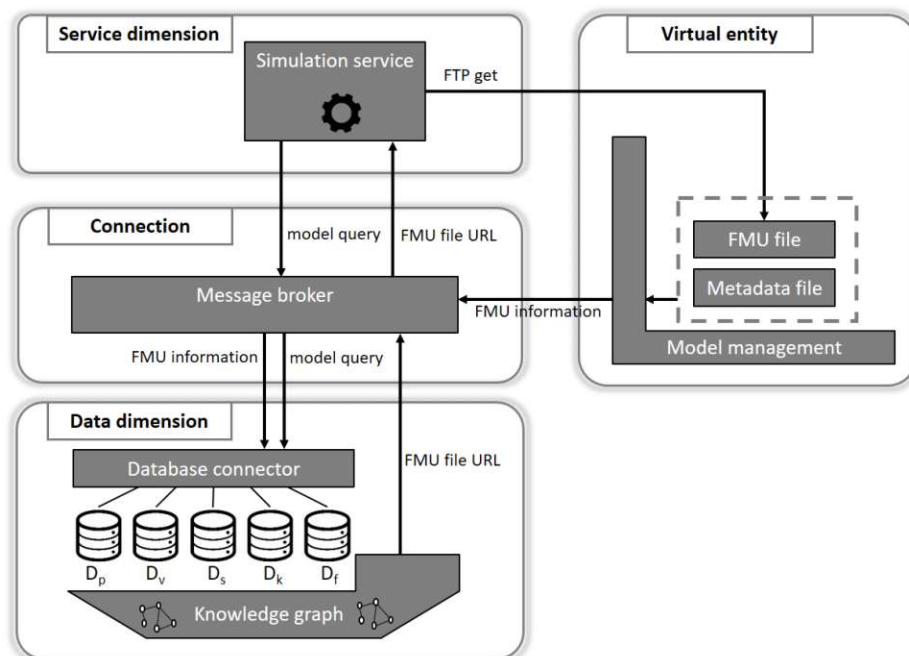 Service dimension
Simulation service
FTP get
Virtual entity
FMU file
Metadata file
Model management
Connection
model query
FMU file URL
Message broker
FMU information
FMU information
model query
Data dimension
Database connector
FMU file URL
Dp
Dv
Ds
Dk
Df
Knowledge graph